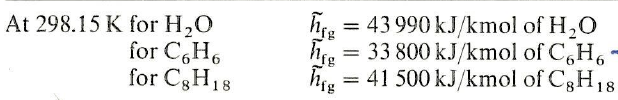 At 298.15 K for H₂O h̃fg = 43 990 kJ/kmol of H₂O
for C₆H₆ h̃fg = 33 800 kJ/kmol of C₆H₆
for C₈H₁₈ h̃fg = 41 500 kJ/kmol of C₈H₁₈